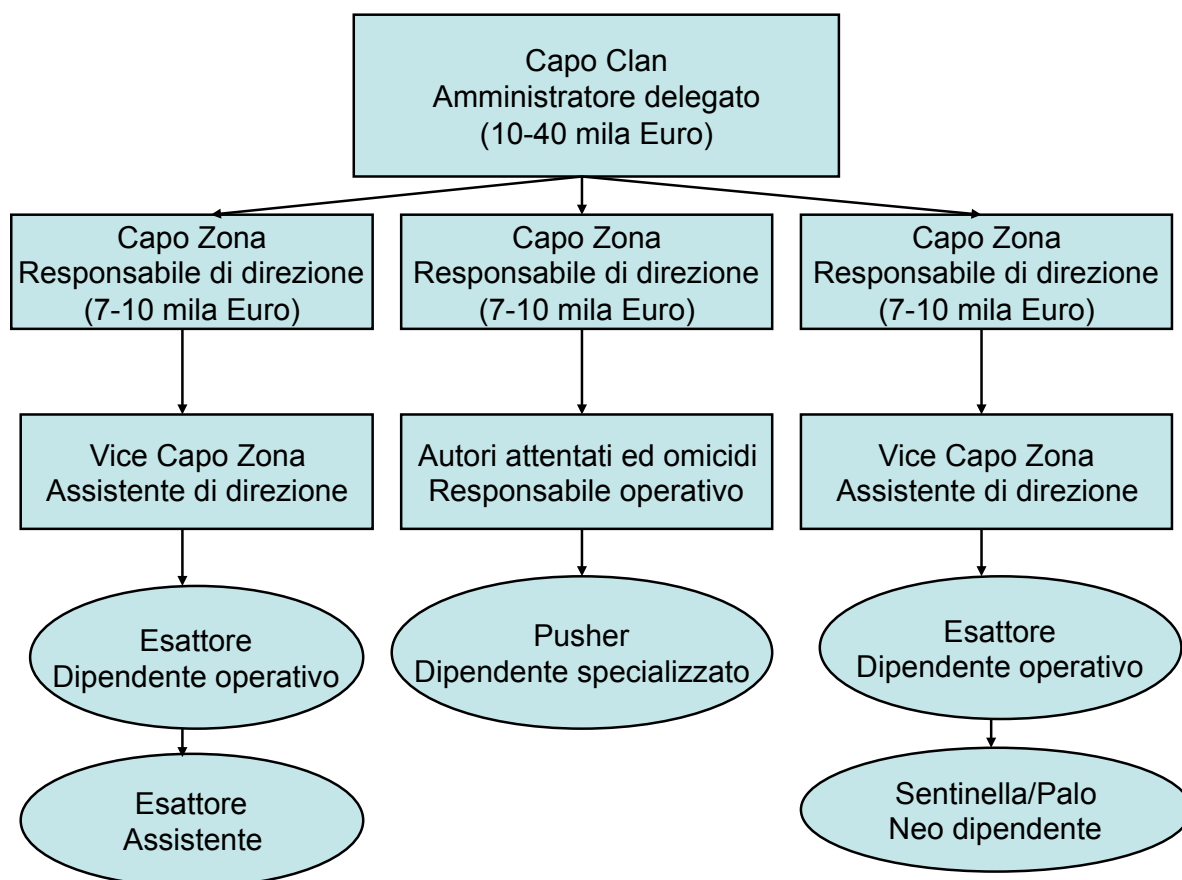 Capo Clan
Amministratore delegato
(10-40 mila Euro)
Capo Zona
Responsabile di direzione
(7-10 mila Euro)
Capo Zona
Responsabile di direzione
(7-10 mila Euro)
Capo Zona
Responsabile di direzione
(7-10 mila Euro)
Vice Capo Zona
Assistente di direzione
Autori attentati ed omicidi
Responsabile operativo
Vice Capo Zona
Assistente di direzione
Esattore
Dipendente operativo
Pusher
Dipendente specializzato
Esattore
Dipendente operativo
Esattore
Assistente
Sentinella/Palo
Neo dipendente